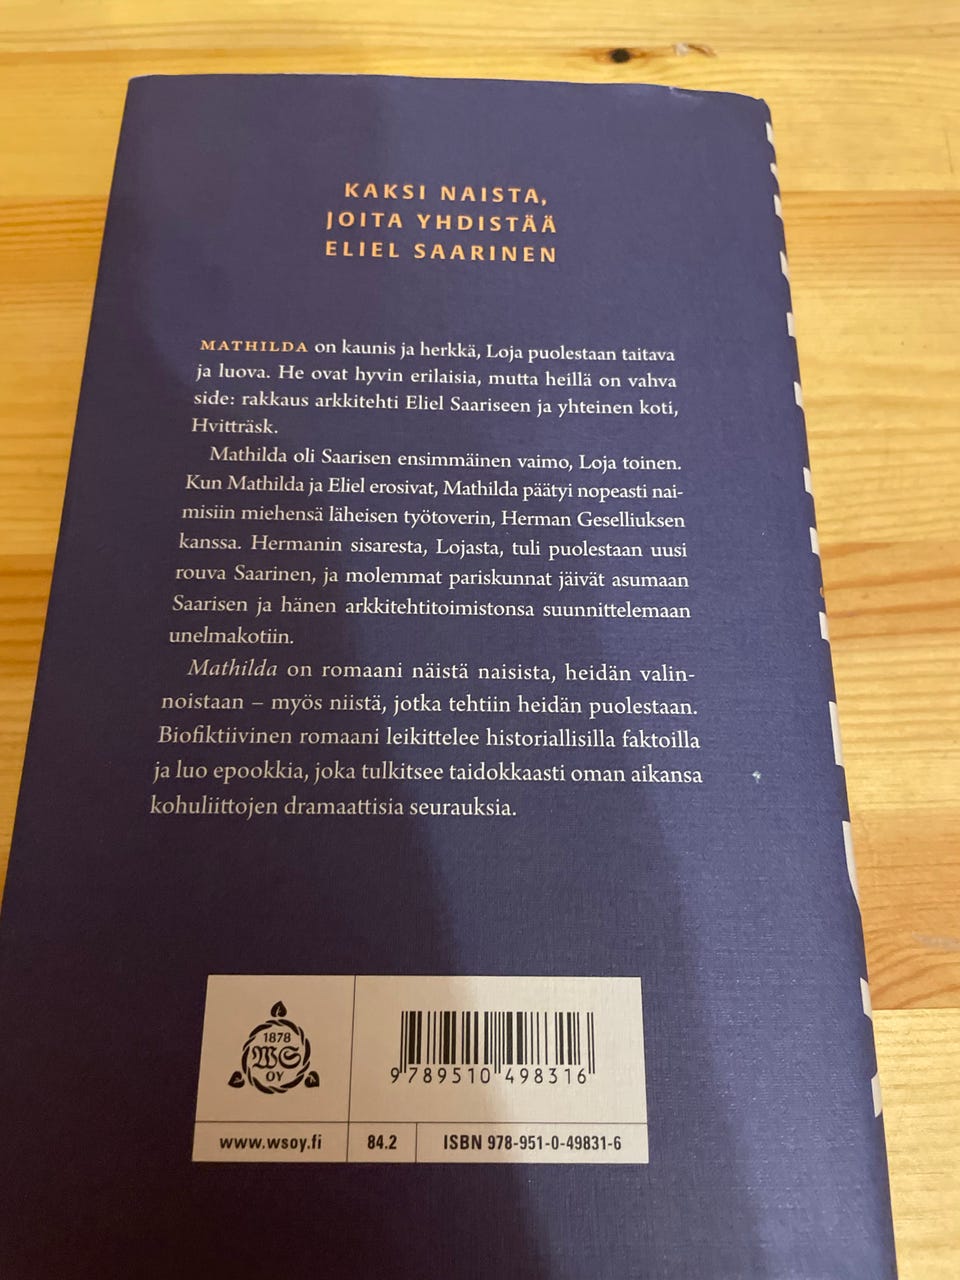 KAKSI NAISTA,
JOITA YHDISTÄÄ
ELIEL SAARINEN
MATHILDA on kaunis ja herkkä, Loja puolestaan taitava
ja luova. He ovat hyvin erilaisia, mutta heillä on vahva
side: rakkaus arkkitehti Eliel Saariseen ja yhteinen koti,
Hvitträsk.
Mathilda oli Saarisen ensimmäinen vaimo, Loja toinen.
Kun Mathilda ja Eliel erosivat, Mathilda päätyi nopeasti nai-
misiin miehensä läheisen työtoverin, Herman Geselliuksen
kanssa. Hermanin sisaresta, Lojasta, tuli puolestaan uusi
rouva Saarinen, ja molemmat pariskunnat jäivät asumaan
Saarisen ja hänen arkkitehtitoimistonsa suunnittelemaan
unelmakotiin.
Mathilda on romaani näistä naisista, heidän valin-
noistaan – myös niistä, jotka tehtiin heidän puolestaan.
Biofiktiivinen romaani leikittelee historiallisilla faktoilla
ja luo epookkia, joka tulkitsee taidokkaasti oman aikansa
kohuliittojen dramaattisia seurauksia.
1878
WS
OY
9 789510 498316
www.wsoy.fi
84.2
ISBN 978-951-0-49831-6